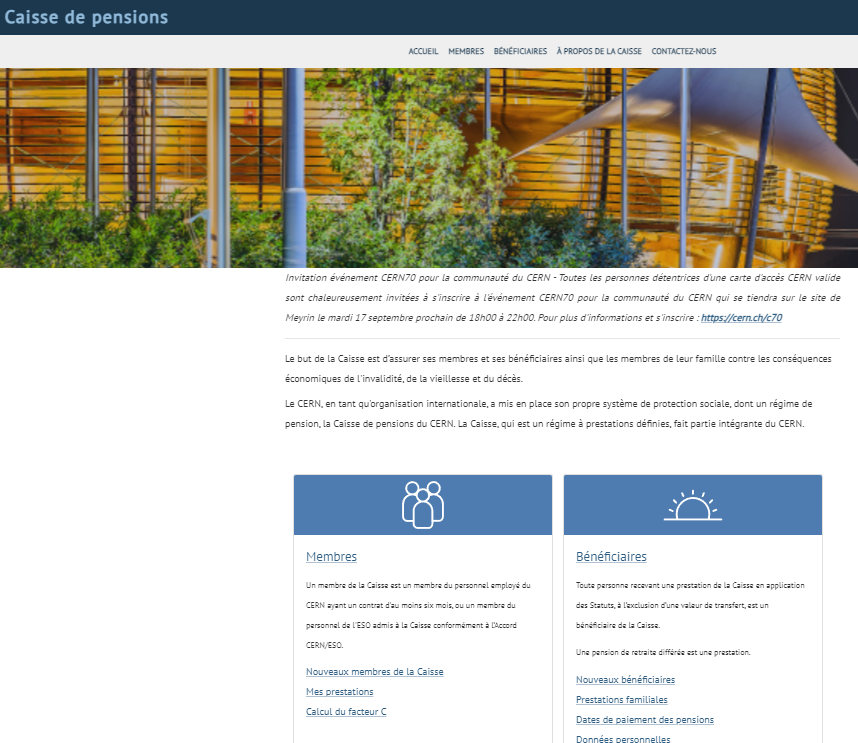 Caisse de pensions
ACCUEIL MEMBRES BÉNÉFICIAIRES À PROPOS DE LA CAISSE CONTACTEZ-NOUS
Invitation événement CERN70 pour la communauté du CERN - Toutes les personnes détentrices d'une carte d'accès CERN valide
sont chaleureusement invitées à s'inscrire à l'événement CERN70 pour la communauté du CERN qui se tiendra sur le site de
Meyrin le mardi 17 septembre prochain de 18h00 à 22h00. Pour plus d'informations et s'inscrire : https://cern.ch/c70
Le but de la Caisse est d'assurer ses membres et ses bénéficiaires ainsi que les membres de leur famille contre les conséquences
économiques de l'invalidité, de la vieillesse et du décès.
Le CERN, en tant qu'organisation internationale, a mis en place son propre système de protection sociale, dont un régime de
pension, la Caisse de pensions du CERN. La Caisse, qui est un régime à prestations définies, fait partie intégrante du CERN.
Membres
Un membre de la Caisse est un membre du personnel employé du
CERN ayant un contrat d'au moins six mois, ou un membre du
personnel de l'ESO admis à la Caisse conformément à l'Accord
CERN/ESO.
Nouveaux membres de la Caisse
Mes prestations
Calcul du facteur C
Bénéficiaires
Toute personne recevant une prestation de la Caisse en application
des Statuts, à l'exclusion d'une valeur de transfert, est un
bénéficiaire de la Caisse.
Une pension de retraite différée est une prestation.
Nouveaux bénéficiaires
Prestations familiales
Dates de paiement des pensions
Données personnelles